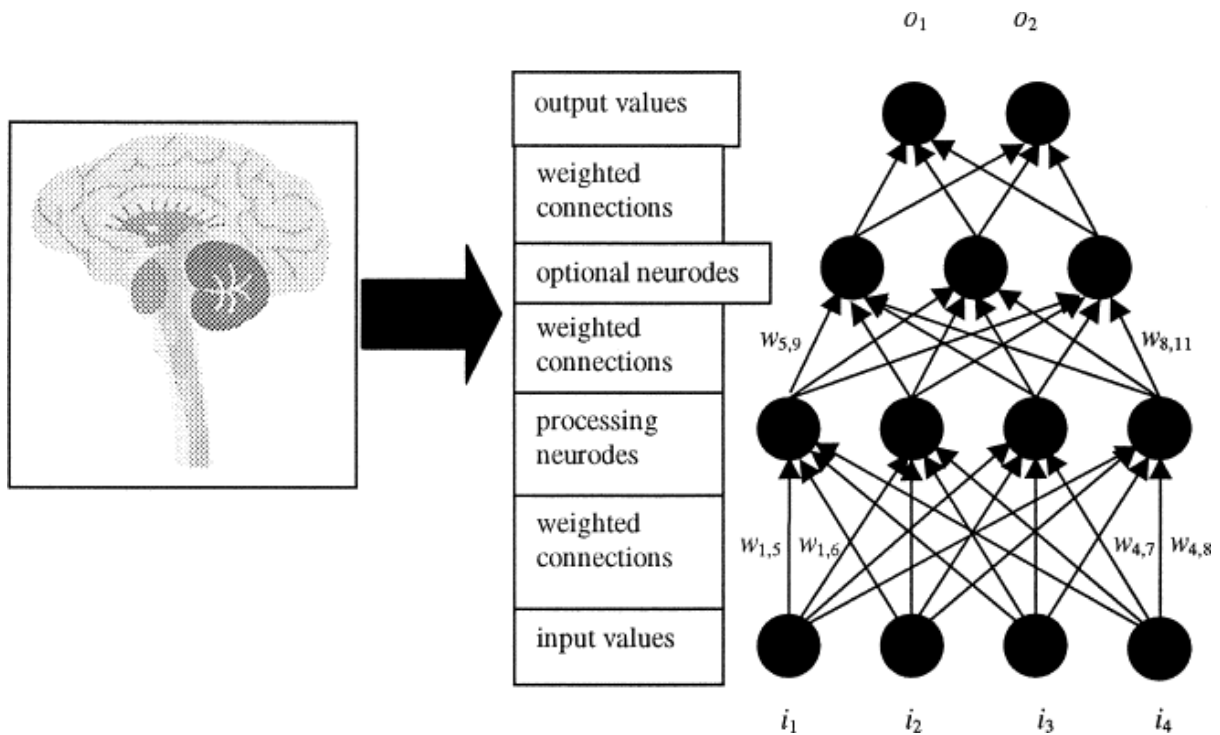 o1 o2
output values
weighted
connections
optional neurodes
weighted
connections
w5,9 w8,11
processing
neurodes
weighted
connections
w1,5 w1,6 w4,7 w4,8
input values
i1 i2 i3 i4